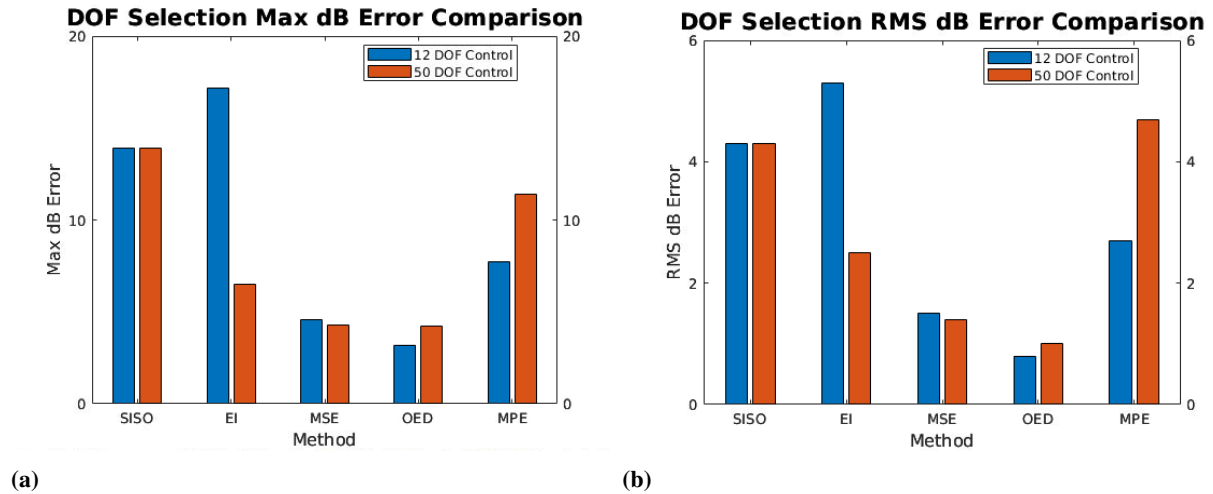 DOF Selection Max dB Error Comparison
20
20
12 DOF Control
50 DOF Control
Max dB Error
10
10
0
0
SISO EI MSE OED MPE
Method
(a)
DOF Selection RMS dB Error Comparison
6
6
12 DOF Control
50 DOF Control
RMS dB Error
4
4
2
2
0
0
SISO EI MSE OED MPE
Method
(b)